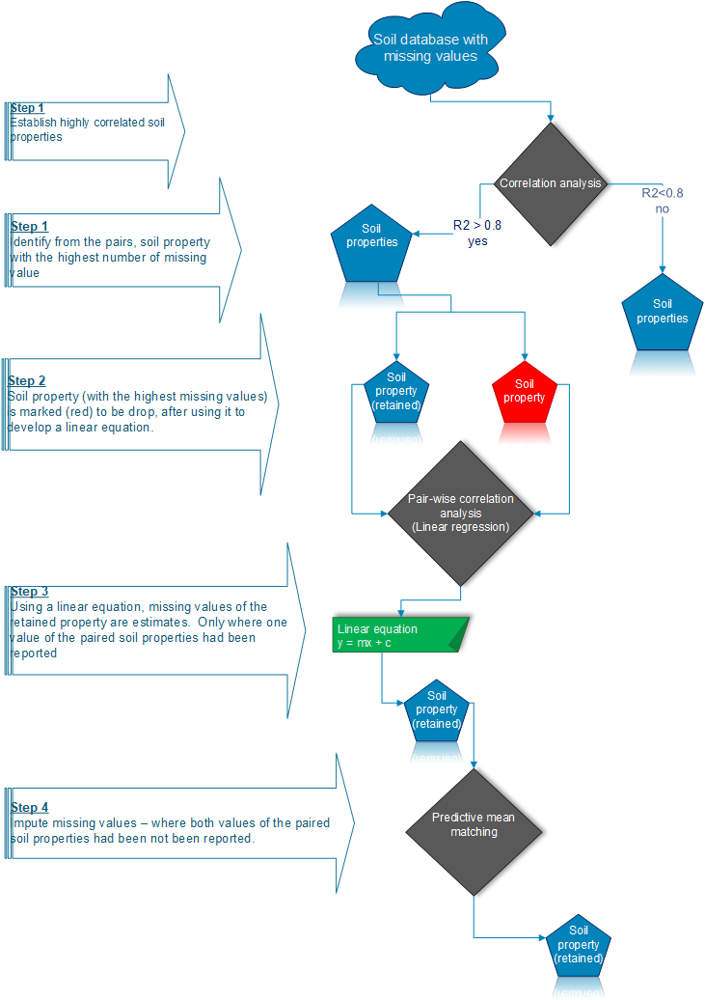 Soil database with
missing values
Step 1
Establish highly correlated soil
properties
Correlation analysis
R2<0.8
no
R2 > 0.8
yes
Step 1
Identify from the pairs, soil property
with the highest number of missing
value
Soil
properties
Soil
properties
Step 2
Soil property (with the highest missing values)
is marked (red) to be drop, after using it to
develop a linear equation.
Soil
property
(retained)
Soil
property
Pair-wise correlation
analysis
(Linear regression)
Step 3
Using a linear equation, missing values of the
retained property are estimates.  Only where one
value of the paired soil properties had been
reported
Linear equation
y = mx + c
Soil
property
(retained)
Step 4
Impute missing values – where both values of the paired
soil properties had been not been reported.
Predictive mean
matching
Soil
property
(retained)